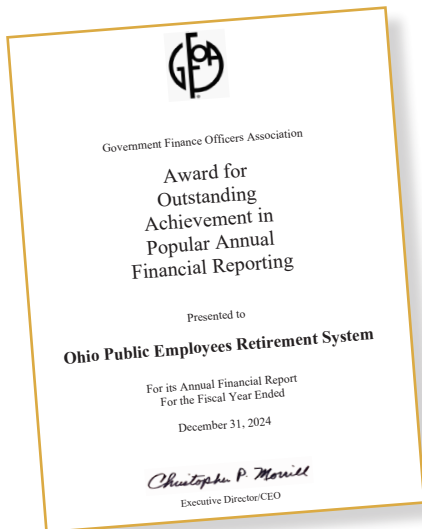 GFOA
Government Finance Officers Association
Award for
Outstanding
Achievement in
Popular Annual
Financial Reporting
Presented to
Ohio Public Employees Retirement System
For its Annual Financial Report
For the Fiscal Year Ended
December 31, 2024
Christopher P. Morrill
Executive Director/CEO